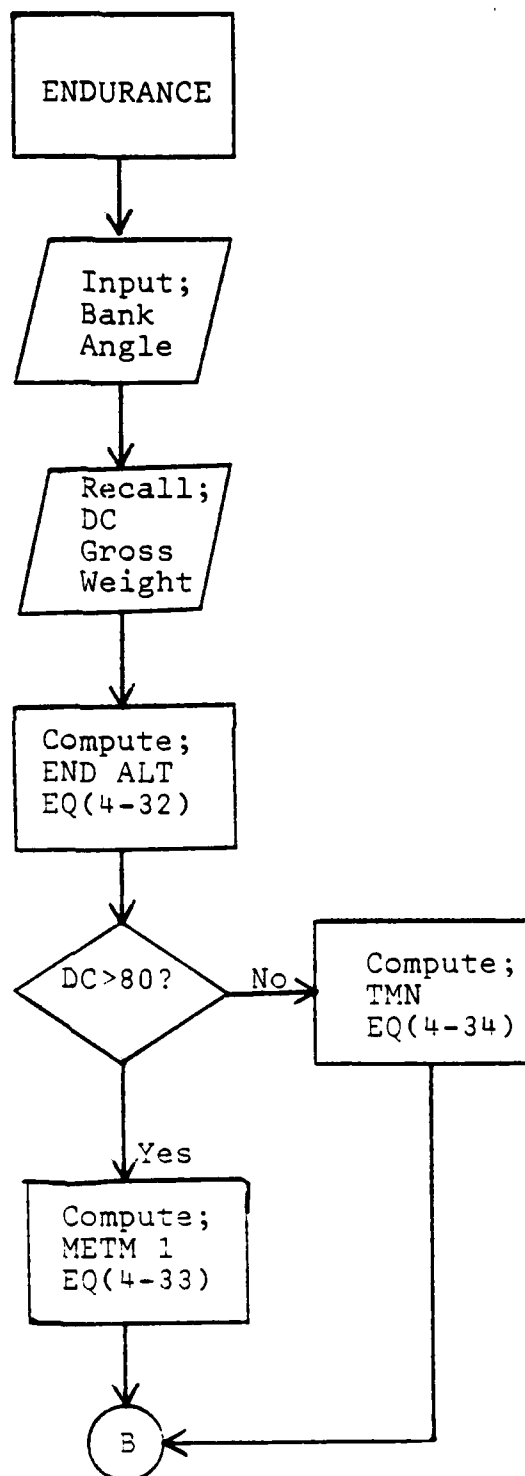 ENDURANCE
Input;
Bank
Angle
Recall;
DC
Gross
Weight
Compute;
END ALT
EQ(4-32)
DC>80?
No
Compute;
TMN
EQ(4-34)
Yes
Compute;
METM 1
EQ(4-33)
B